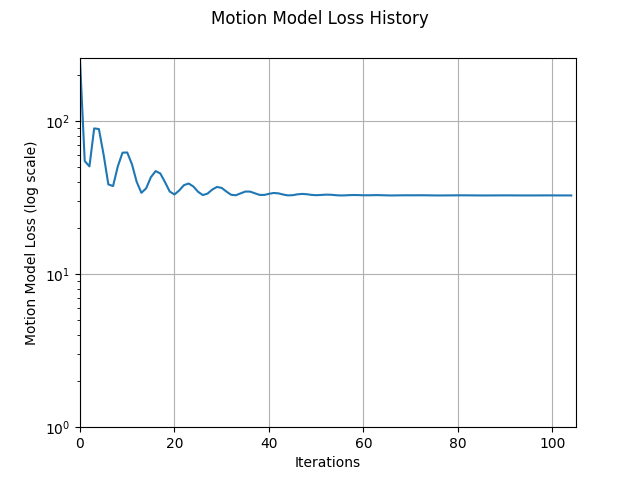 Motion Model Loss History
Motion Model Loss (log scale)
10²
10¹
10⁰
0 20 40 60 80 100
Iterations